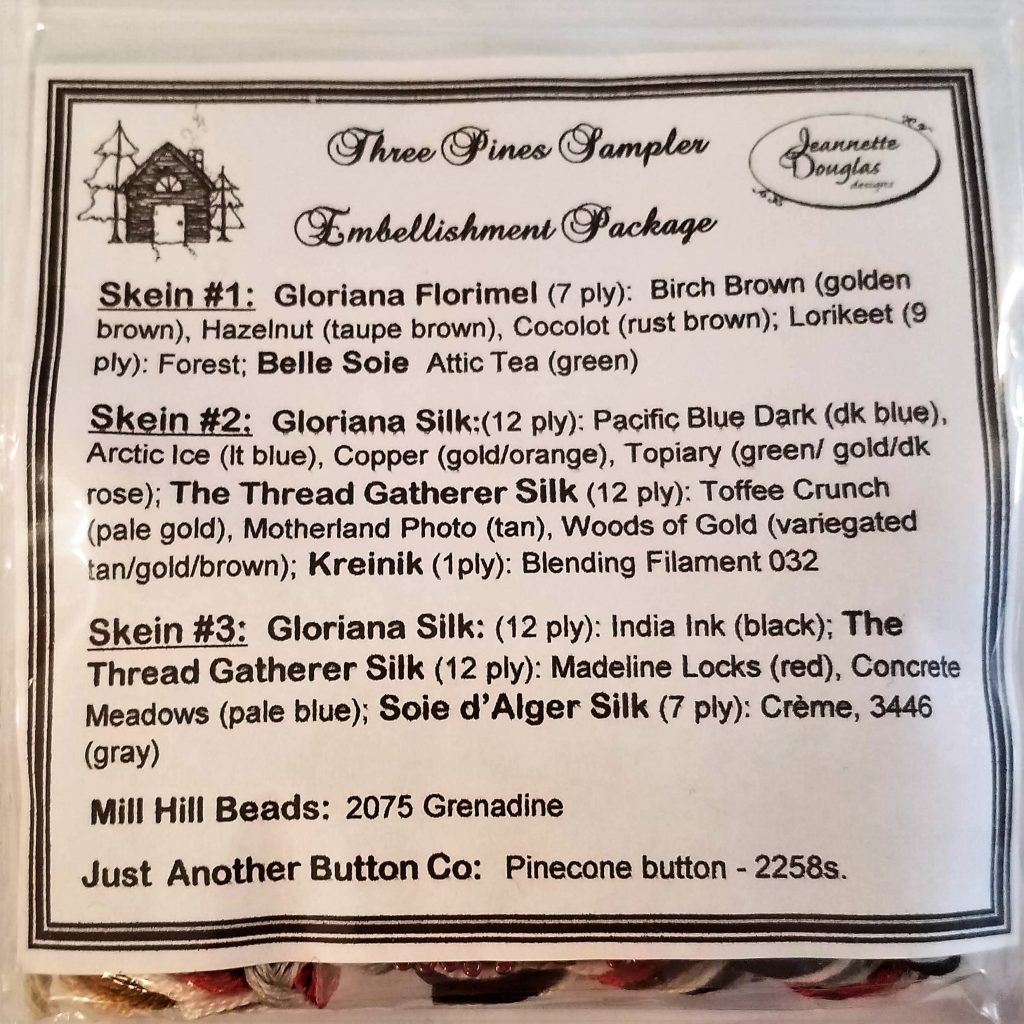 Three Pines Sampler
Jeannette
Douglas
designs
Embellishment Package
Skein #1: Gloriana Florimel (7 ply): Birch Brown (golden
brown), Hazelnut (taupe brown), Cocolot (rust brown); Lorikeet (9
ply): Forest; Belle Soie Attic Tea (green)
Skein #2: Gloriana Silk:(12 ply): Pacific Blue Dark (dk blue),
Arctic Ice (lt blue), Copper (gold/orange), Topiary (green/ gold/dk
rose); The Thread Gatherer Silk (12 ply): Toffee Crunch
(pale gold), Motherland Photo (tan), Woods of Gold (variegated
tan/gold/brown); Kreinik (1ply): Blending Filament 032
Skein #3: Gloriana Silk: (12 ply): India Ink (black); The
Thread Gatherer Silk (12 ply): Madeline Locks (red), Concrete
Meadows (pale blue); Soie d'Alger Silk (7 ply): Crème, 3446
(gray)
Mill Hill Beads: 2075 Grenadine
Just Another Button Co: Pinecone button - 2258s.